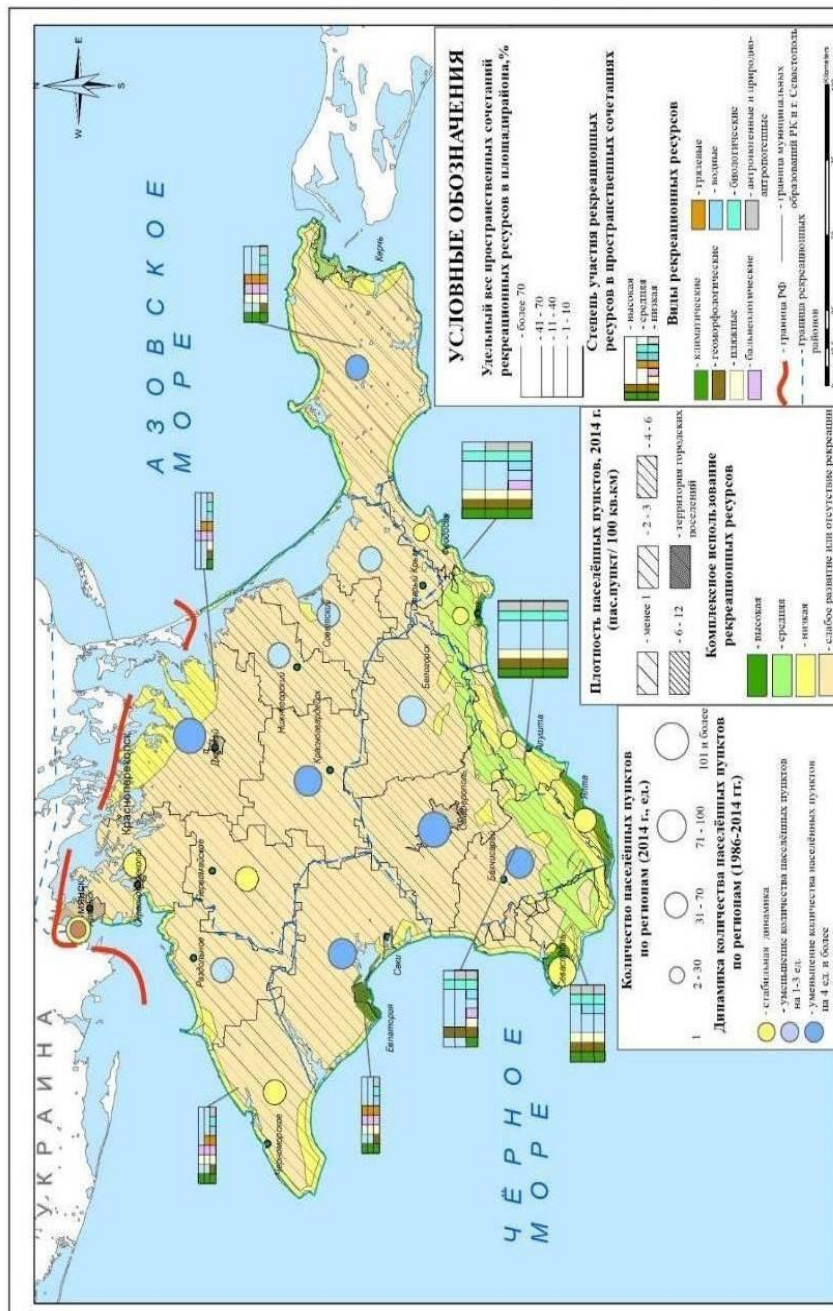 УКРАИНА
АЗОВСКОЕ
МОРЕ
ЧЁРНОЕ
МОРЕ
N
S
W
E
МЯНСК
Красноперекопск
Раздольное
Первомайское
Черноморское
Джанкой
Нижнегорский
Красногвардейское
Советский
Евпатория
Саки
Симферополь
Белогорск
Старый Крым
Феодосия
Керчь
Бахчисарай
Севастополь
Алушта
Ялта
Количество населённых пунктов
по регионам (2014 г., ед.)
1
2 - 30
31 - 70
71 - 100
101 и более
Динамика количества населённых пунктов
по регионам (1986-2014 гг.)
- стабильная динамика
- уменьшение количества населённых пунктов
на 1-3 ед.
- уменьшение количества населённых пунктов
на 4 ед. и более
Плотность населённых пунктов, 2014 г.
(нас.пункт/ 100 кв.км)
- менее 1
- 2 - 3
- 4 - 6
- 6 - 12
- территория городских
поселений
Комплексное использование
рекреационных ресурсов
- высокая
- средняя
- низкая
- слабое развитие или отсутствие рекреации
УСЛОВНЫЕ ОБОЗНАЧЕНИЯ
Удельный вес пространственных сочетаний
рекреационных ресурсов в площадирайона,%
- более 70
- 41 - 70
- 11 - 40
- 1 - 10
Степень участия рекреационных
ресурсов в пространственных сочетаниях
- высокая
- средняя
- низкая
Виды рекреационных ресурсов
- климатические
- геоморфологические
- пляжные
- бальнеологические
- грязевые
- водные
- биологические
- антропогенные и природно-
антропогенные
- граница РФ
- граница муниципальных
образований РК и г. Севастополь
- граница рекреационных
районов